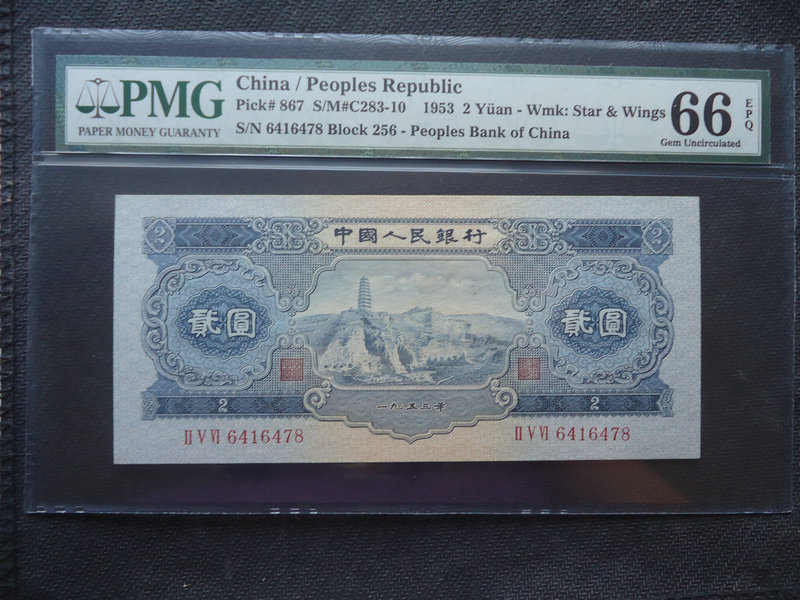 PMG
PAPER MONEY GUARANTY
China / Peoples Republic
Pick# 867 S/M#C283-10 1953 2 Yüan - Wmk: Star & Wings
S/N 6416478 Block 256 - Peoples Bank of China
66
EPQ
Gem Uncirculated
2 中國人民銀行 2
貳圓 貳圓
2 一九五三年 2
II V VI 6416478 II V VI 6416478